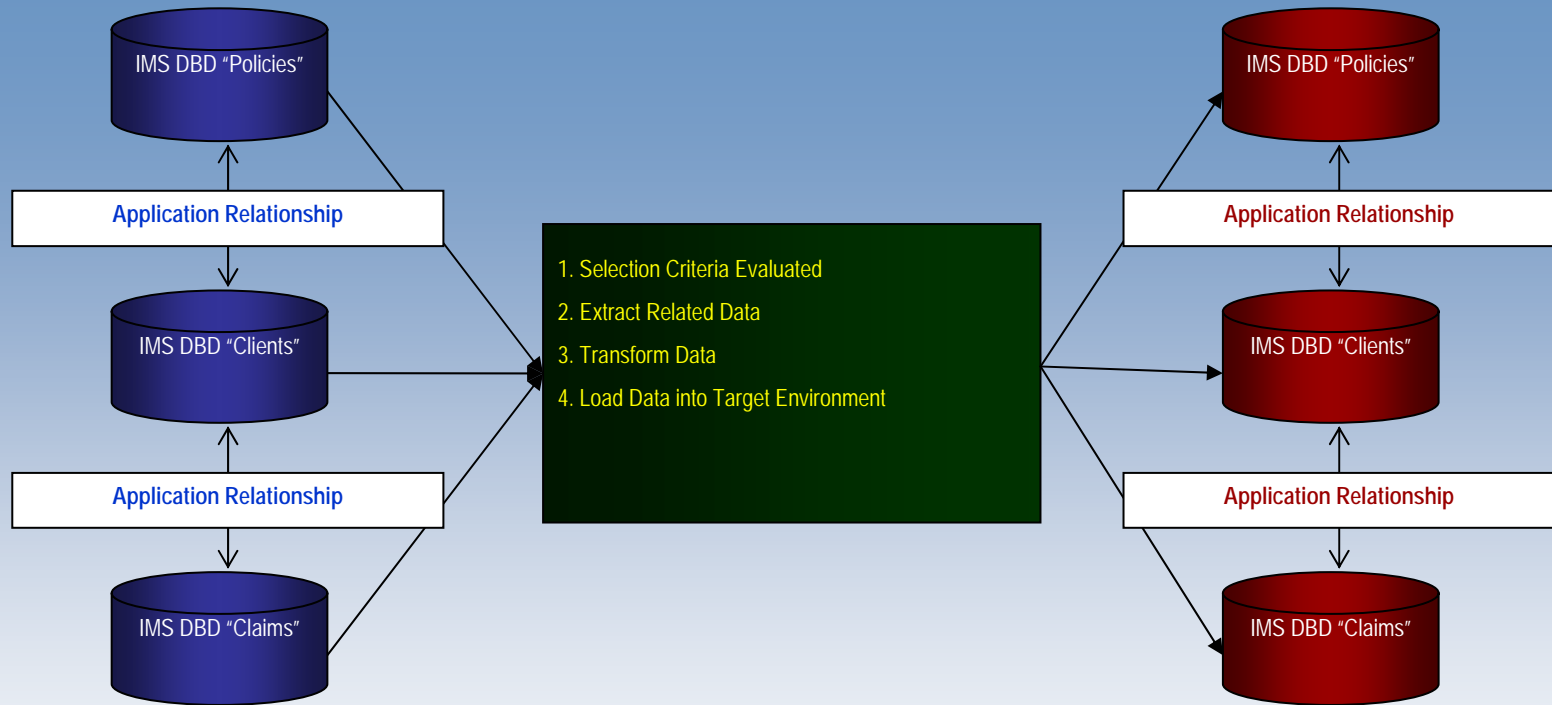 IMS DBD “Policies”
Application Relationship
IMS DBD “Clients”
Application Relationship
IMS DBD “Claims”
1. Selection Criteria Evaluated
2. Extract Related Data
3. Transform Data
4. Load Data into Target Environment
IMS DBD “Policies”
Application Relationship
IMS DBD “Clients”
Application Relationship
IMS DBD “Claims”